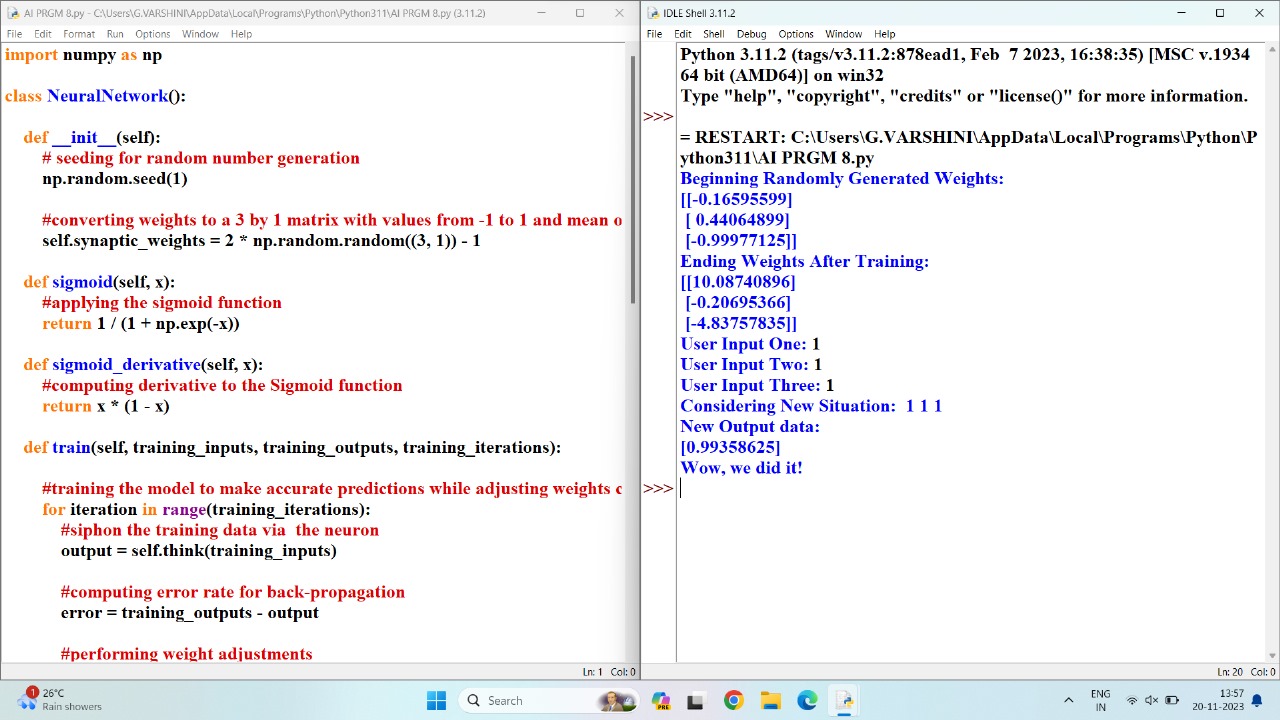 AI PRGM 8.py - C:\Users\G.VARSHINI\AppData\Local\Programs\Python\Python311\AI PRGM 8.py (3.11.2)
File Edit Format Run Options Window Help
import numpy as np
class NeuralNetwork():
def __init__(self):
# seeding for random number generation
np.random.seed(1)
#converting weights to a 3 by 1 matrix with values from -1 to 1 and mean o
self.synaptic_weights = 2 * np.random.random((3, 1)) - 1
def sigmoid(self, x):
#applying the sigmoid function
return 1 / (1 + np.exp(-x))
def sigmoid_derivative(self, x):
#computing derivative to the Sigmoid function
return x * (1 - x)
def train(self, training_inputs, training_outputs, training_iterations):
#training the model to make accurate predictions while adjusting weights c
for iteration in range(training_iterations):
#siphon the training data via  the neuron
output = self.think(training_inputs)
#computing error rate for back-propagation
error = training_outputs - output
#performing weight adjustments
Ln: 1 Col: 0
IDLE Shell 3.11.2
File Edit Shell Debug Options Window Help
Python 3.11.2 (tags/v3.11.2:878ead1, Feb  7 2023, 16:38:35) [MSC v.1934
64 bit (AMD64)] on win32
Type "help", "copyright", "credits" or "license()" for more information.
>>>
= RESTART: C:\Users\G.VARSHINI\AppData\Local\Programs\Python\P
ython311\AI PRGM 8.py
Beginning Randomly Generated Weights:
[[-0.16595599]
[ 0.44064899]
[-0.99977125]]
Ending Weights After Training:
[[10.08740896]
[-0.20695366]
[-4.83757835]]
User Input One: 1
User Input Two: 1
User Input Three: 1
Considering New Situation:  1 1 1
New Output data:
[0.99358625]
Wow, we did it!
>>>
Ln: 20 Col: 0
1
26°C
Rain showers
Search
PRE
ENG
IN
13:57
20-11-2023